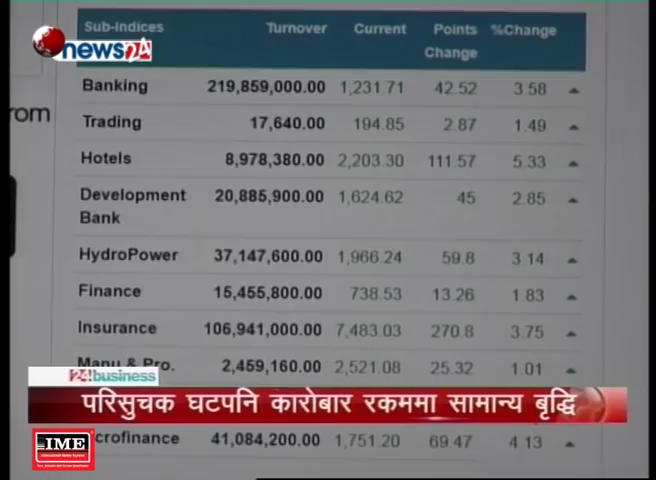 Sub-Indices Turnover Current Points Change %Change
news24
Banking 219,859,000.00 1,231.71 42.52 3.58
rom
Trading 17,640.00 194.85 2.87 1.49
Hotels 8,978,380.00 2,203.30 111.57 5.33
Development Bank 20,885,900.00 1,624.62 45 2.85
HydroPower 37,147,600.00 1,966.24 59.8 3.14
Finance 15,455,800.00 738.53 13.26 1.83
Insurance 106,941,000.00 7,483.03 270.8 3.75
Manu & Pro. 2,459,160.00 2,521.08 25.32 1.01
24business
परिसुचक घटपनि कारोबार रकममा सामान्य बृद्धि
IME
crofinance 41,084,200.00 1,751.20 69.47 4.13